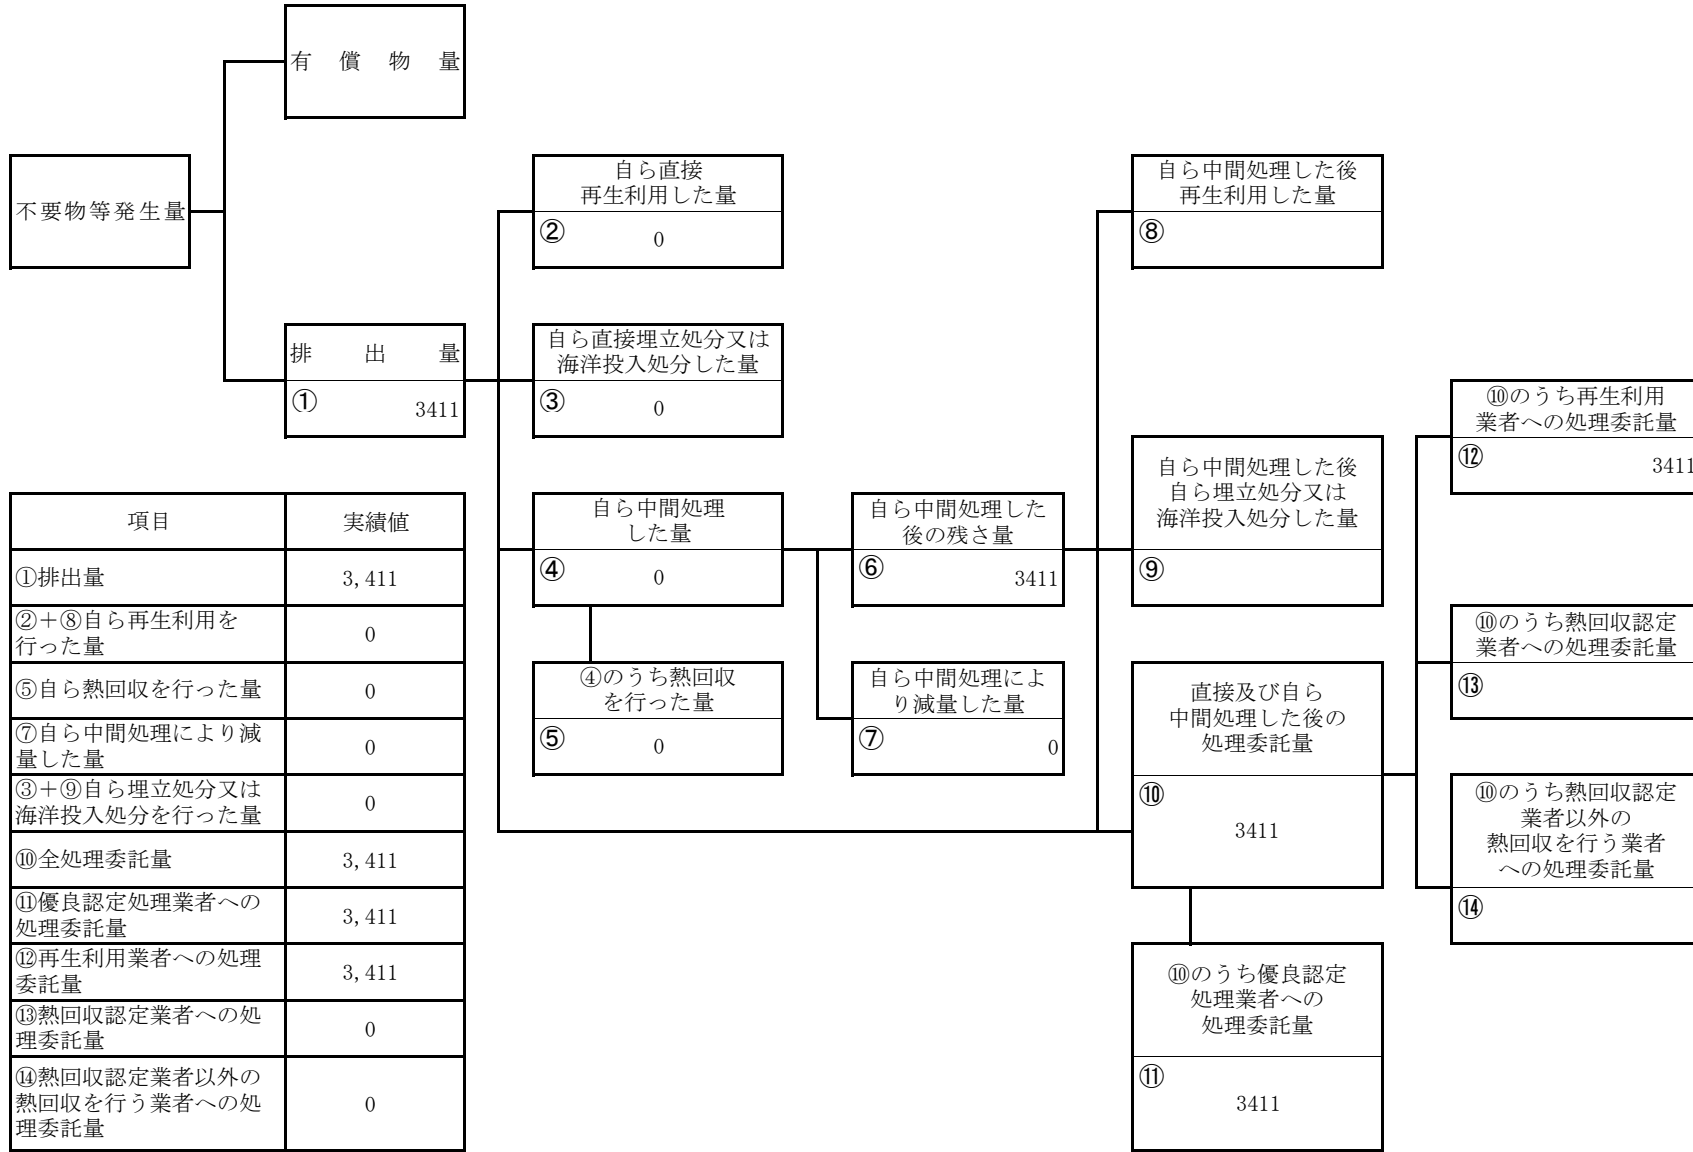 有償物量
不要物等発生量
排出量
① 3411
自ら直接
再生利用した量
② 0
自ら直接埋立処分又は
海洋投入処分した量
③ 0
自ら中間処理
した量
④ 0
④のうち熱回収
を行った量
⑤ 0
自ら中間処理した
後の残さ量
⑥ 3411
自ら中間処理によ
り減量した量
⑦ 0
自ら中間処理した後
再生利用した量
⑧
自ら中間処理した後
自ら埋立処分又は
海洋投入処分した量
⑨
直接及び自ら
中間処理した後の
処理委託量
⑩
3411
⑩のうち優良認定
処理業者への
処理委託量
⑪
3411
⑩のうち再生利用
業者への処理委託量
⑫ 3411
⑩のうち熱回収認定
業者への処理委託量
⑬
⑩のうち熱回収認定
業者以外の
熱回収を行う業者
への処理委託量
⑭
項目 実績値
①排出量 3,411
②＋⑧自ら再生利用を
行った量 0
⑤自ら熱回収を行った量 0
⑦自ら中間処理により減
量した量 0
③＋⑨自ら埋立処分又は
海洋投入処分を行った量 0
⑩全処理委託量 3,411
⑪優良認定処理業者への
処理委託量 3,411
⑫再生利用業者への処理
委託量 3,411
⑬熱回収認定業者への処
理委託量 0
⑭熱回収認定業者以外の
熱回収を行う業者への処
理委託量 0